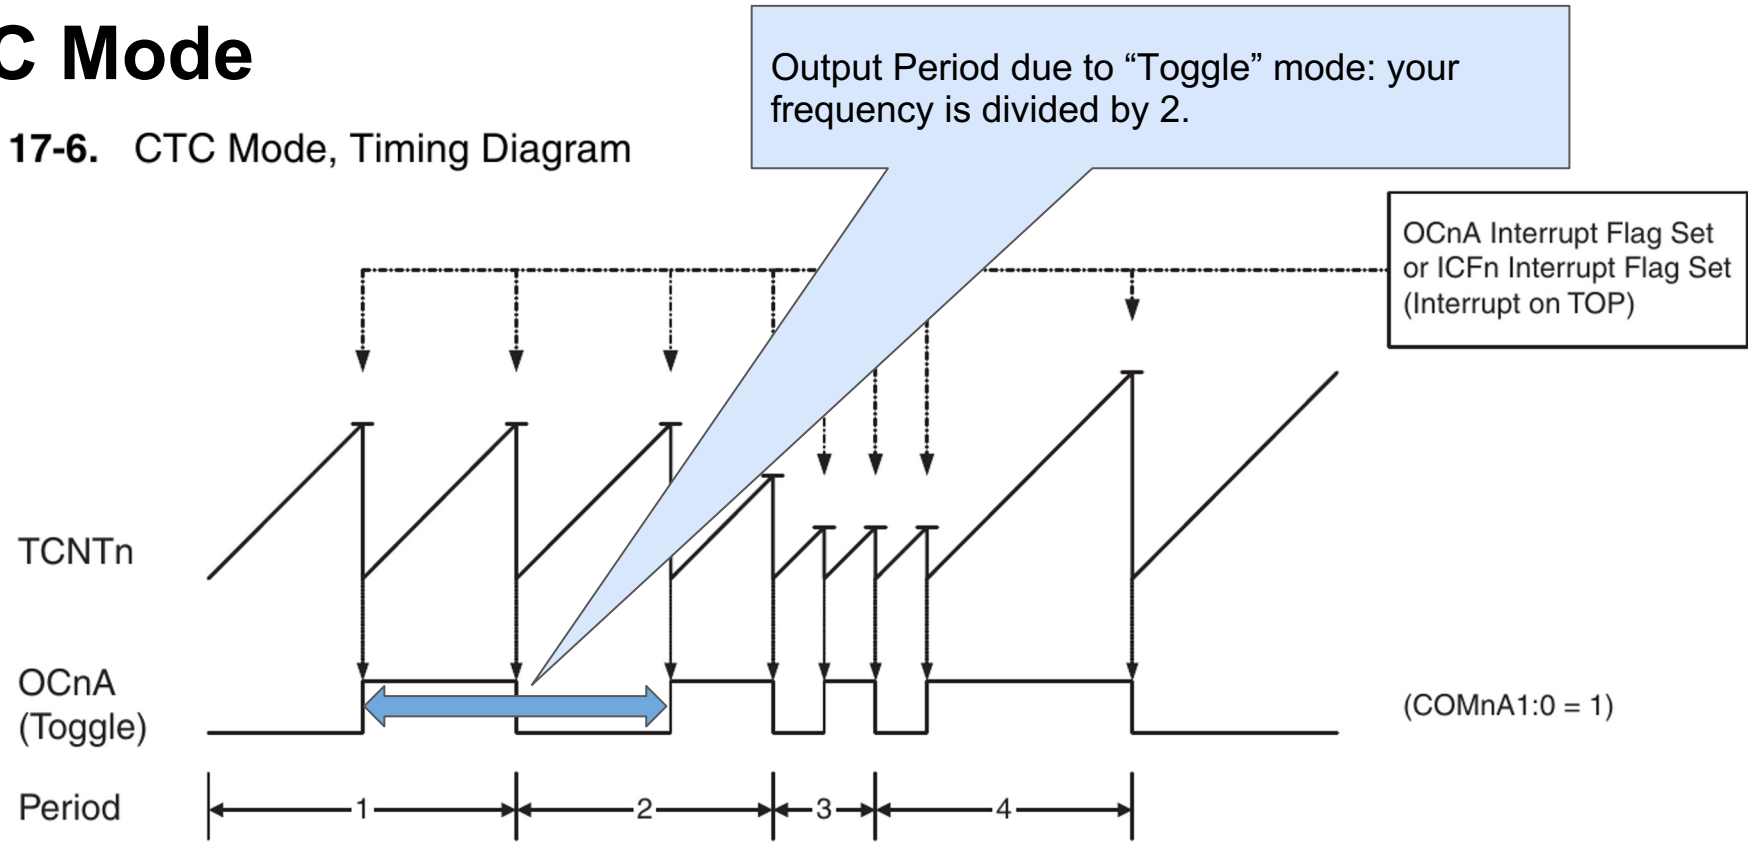 C Mode
Output Period due to “Toggle” mode: your
frequency is divided by 2.
17-6. CTC Mode, Timing Diagram
OCnA Interrupt Flag Set
or ICFn Interrupt Flag Set
(Interrupt on TOP)
TCNTn
OCnA
(Toggle)
(COMnA1:0 = 1)
Period
1
2
3
4